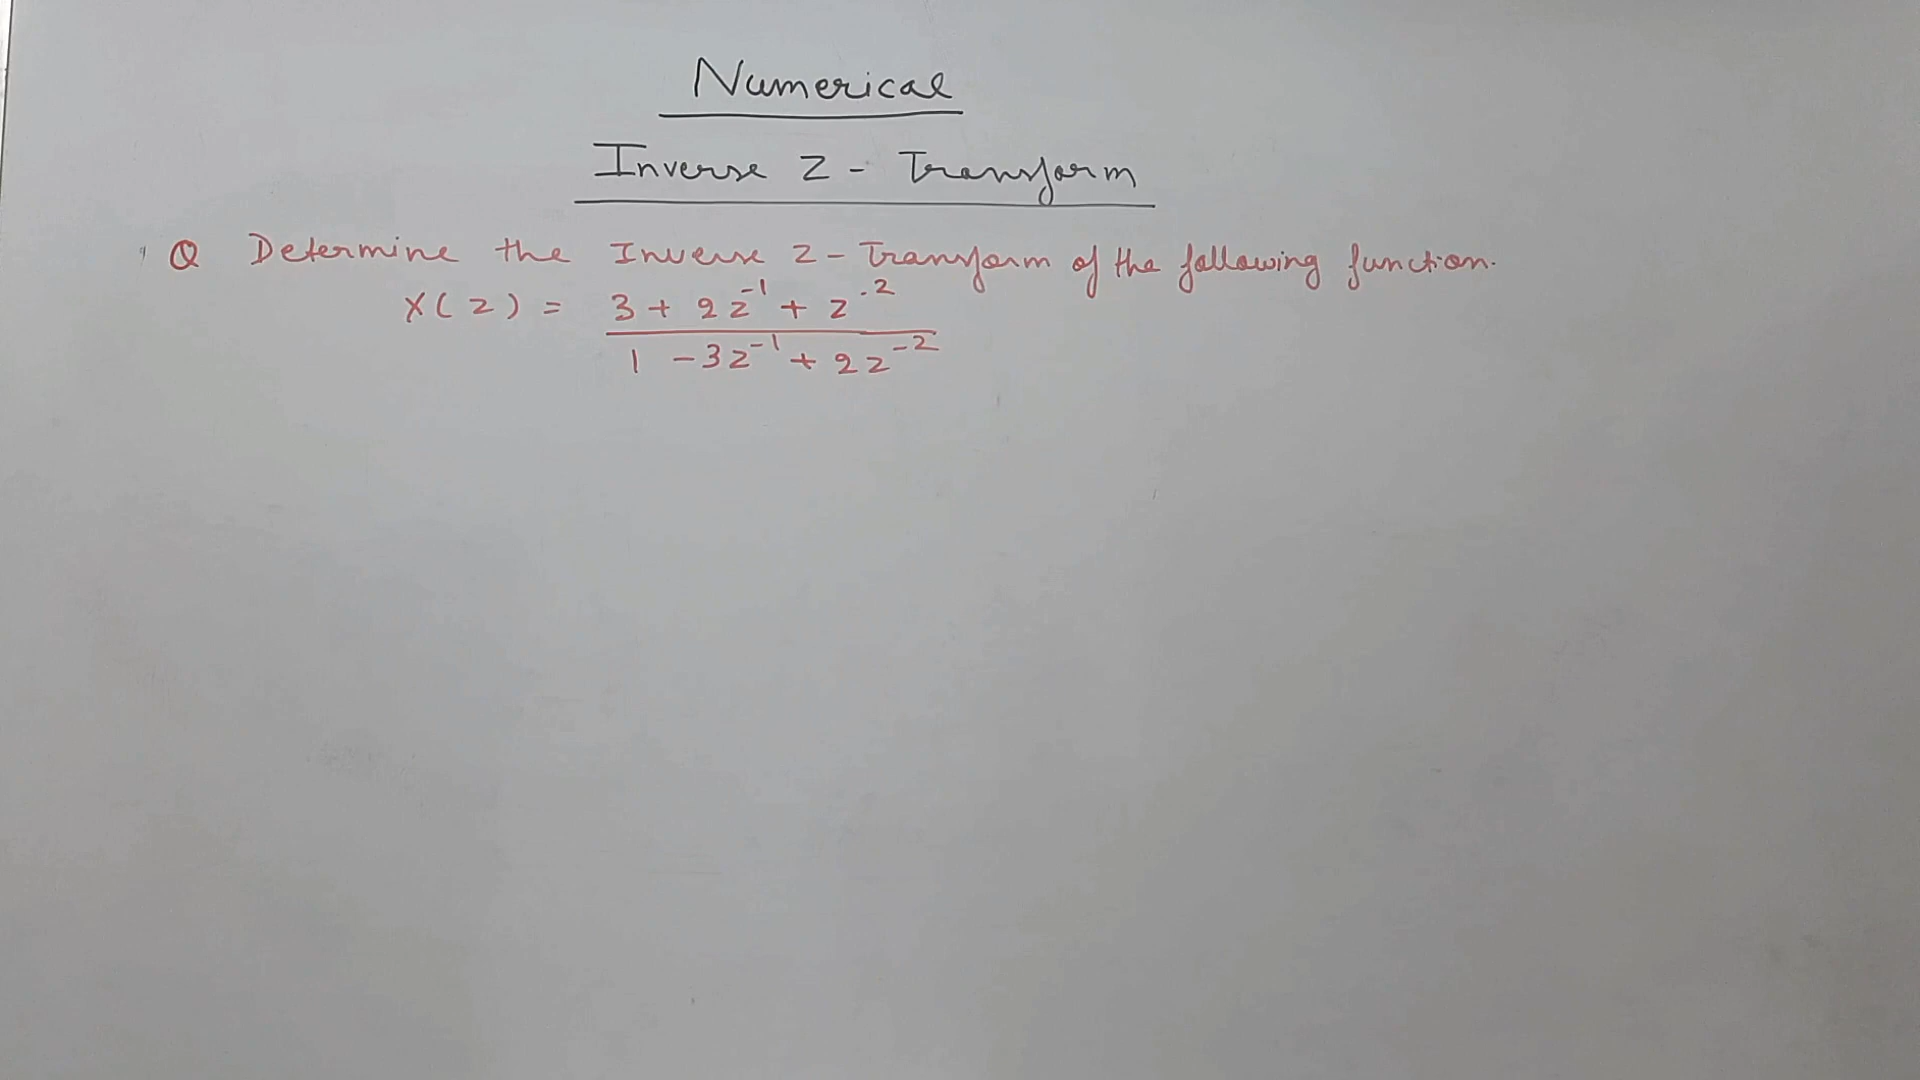 Numerical
Inverse Z - Transform
Q Determine the Inverse Z - Transform of the following function.
X(Z) = 3 + 2z⁻¹ + z⁻²
1 - 3z⁻¹ + 2z⁻²